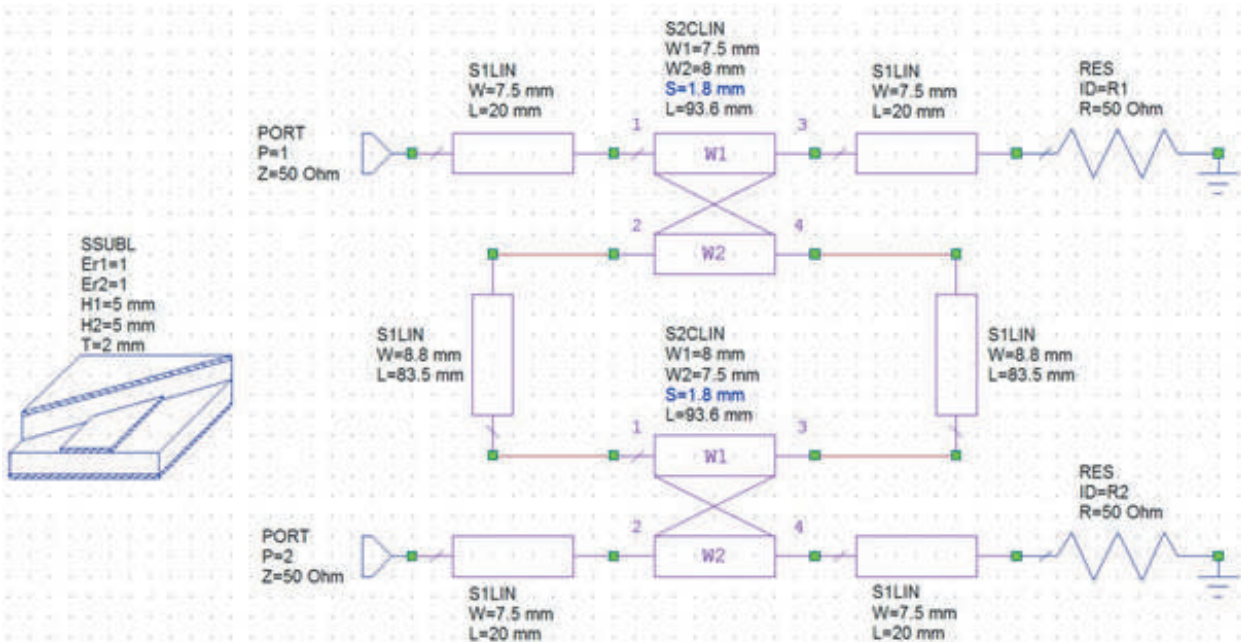 S2CLIN
W1=7.5 mm
W2=8 mm
S=1.8 mm
L=93.6 mm
S1LIN
W=7.5 mm
L=20 mm
S1LIN
W=7.5 mm
L=20 mm
RES
ID=R1
R=50 Ohm
PORT
P=1
Z=50 Ohm
1
3
W1
2
4
W2
SSUBL
Er1=1
Er2=1
H1=5 mm
H2=5 mm
T=2 mm
S1LIN
W=8.8 mm
L=83.5 mm
S2CLIN
W1=8 mm
W2=7.5 mm
S=1.8 mm
L=93.6 mm
S1LIN
W=8.8 mm
L=83.5 mm
1
3
W1
2
4
W2
RES
ID=R2
R=50 Ohm
PORT
P=2
Z=50 Ohm
S1LIN
W=7.5 mm
L=20 mm
S1LIN
W=7.5 mm
L=20 mm